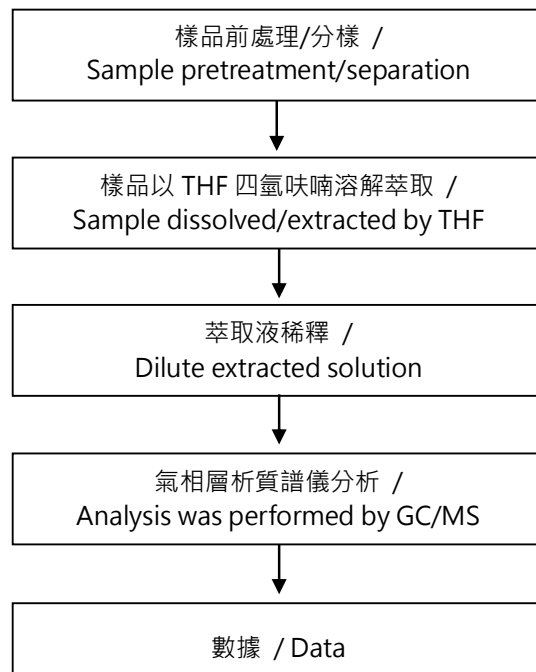 樣品前處理/分樣 /
Sample pretreatment/separation
樣品以 THF 四氫呋喃溶解萃取 /
Sample dissolved/extracted by THF
萃取液稀釋 /
Dilute extracted solution
氣相層析質譜儀分析 /
Analysis was performed by GC/MS
數據 / Data